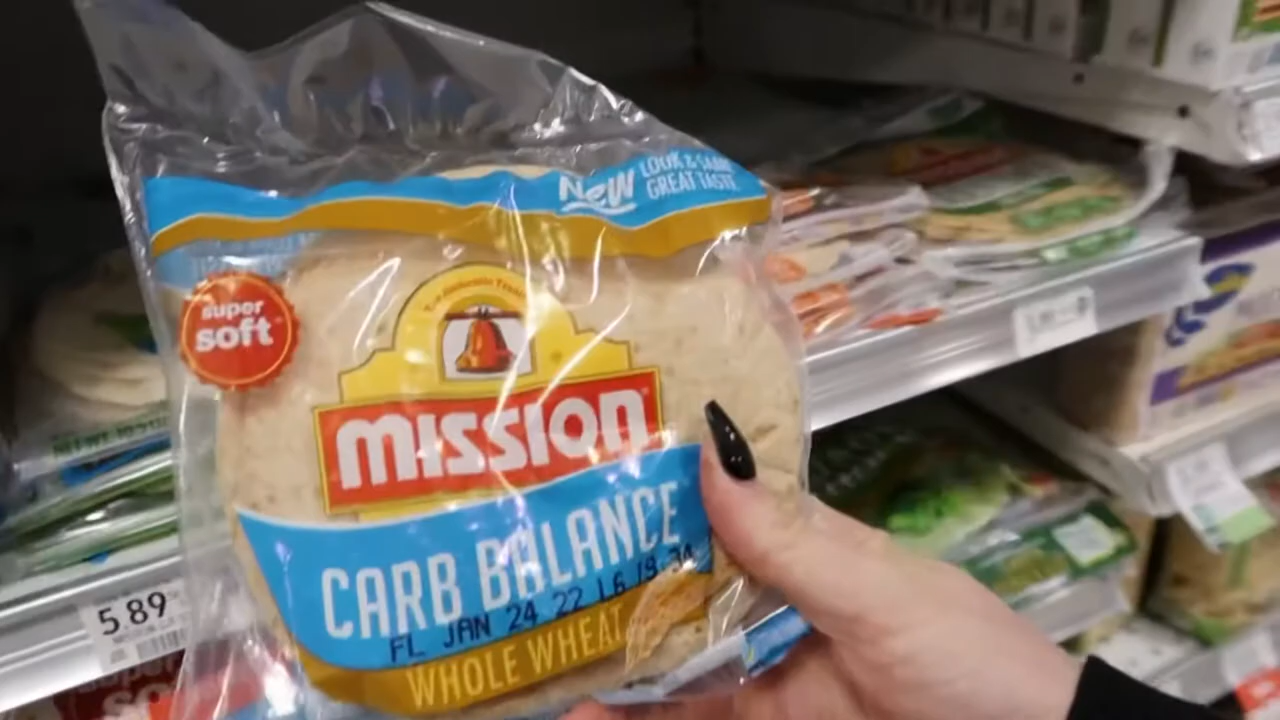 NEW
LOOK & SAME
GREAT TASTE
super
soft
MISSION
CARB BALANCE
FL JAN 24 22 L6 19 34
WHOLE WHEAT
5 89
super